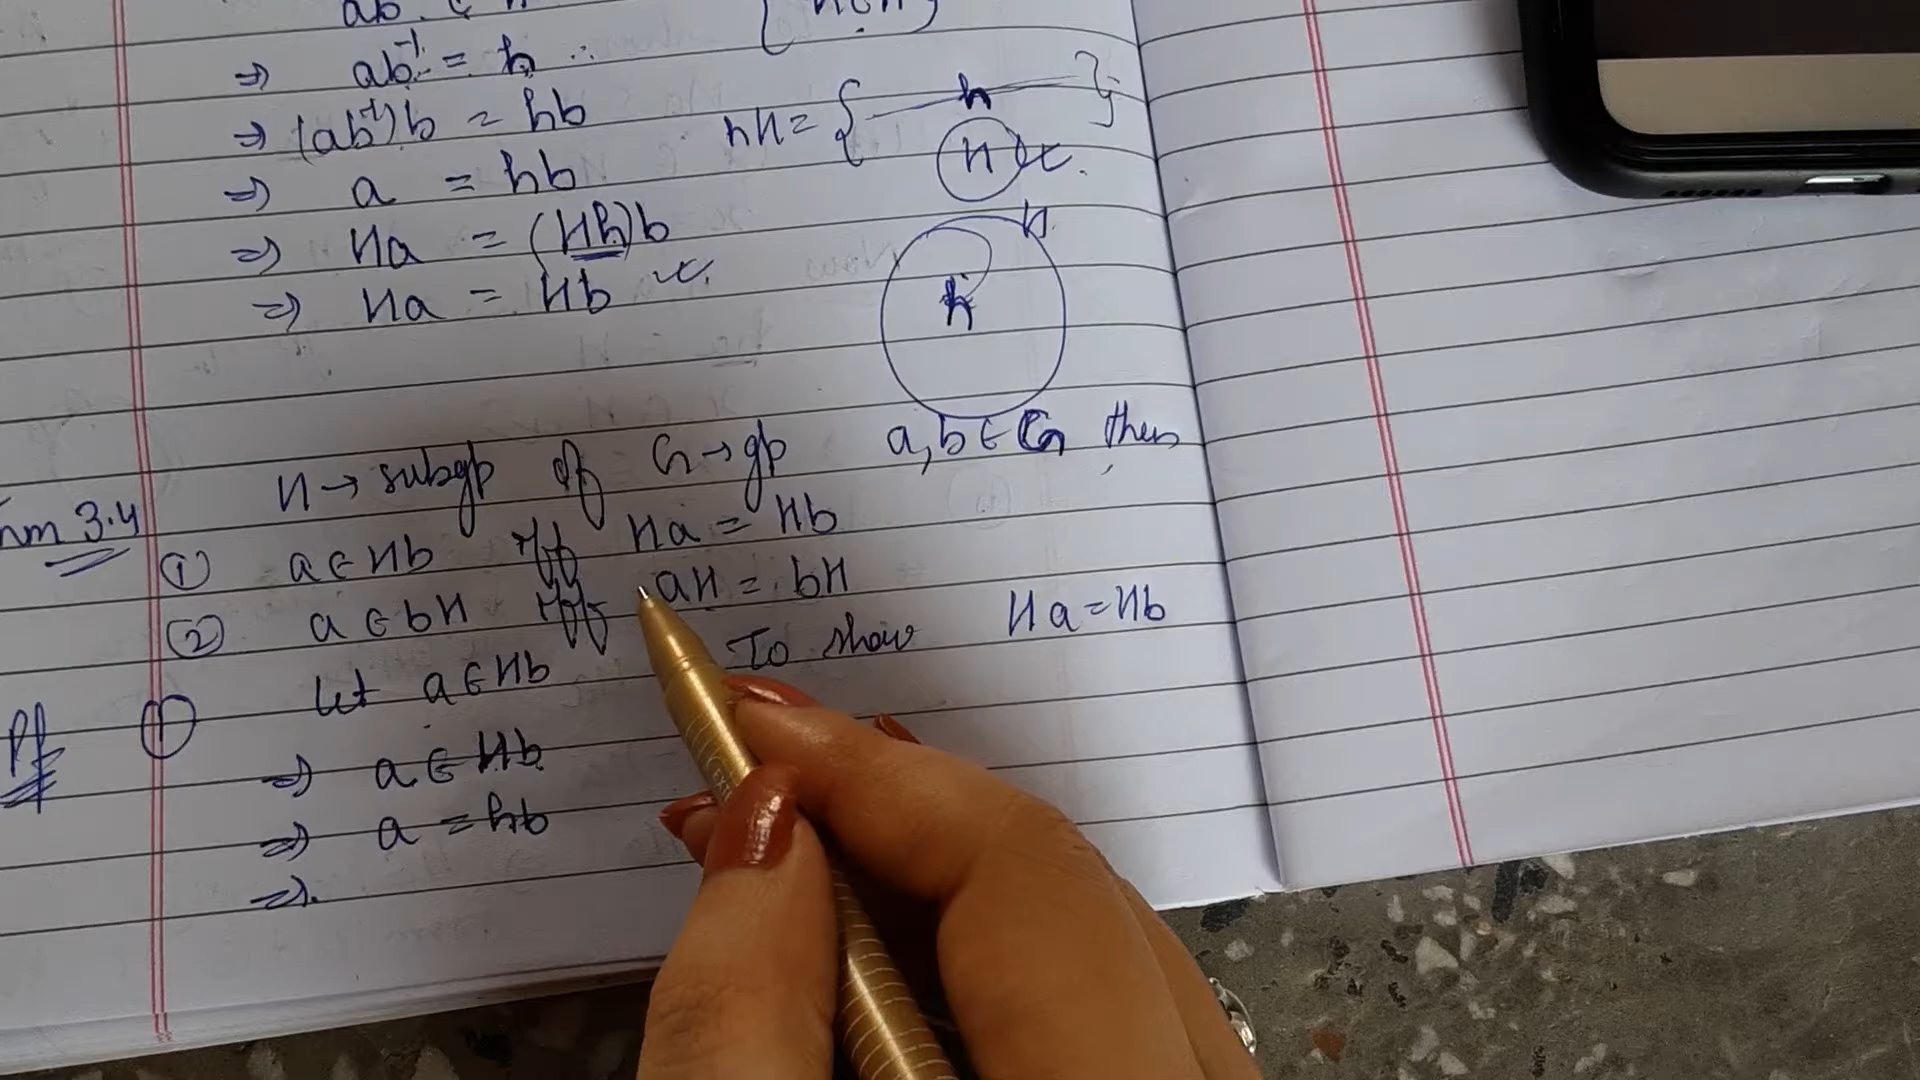 ⇒ ab⁻¹ = h
⇒ (ab⁻¹)b = hb
hH = { h }
H
⇒ a = hb
⇒ Ha = (Hh)b
H
⇒ Ha = Hb
h
Thm 3.4 H → subgp of G → gp a, b ∈ G then
① a ∈ Hb iff Ha = Hb
② a ∈ bH iff aH = bH
Pf ① Let a ∈ Hb To show Ha = Hb
⇒ a ∈ Hb
⇒ a = hb
⇒